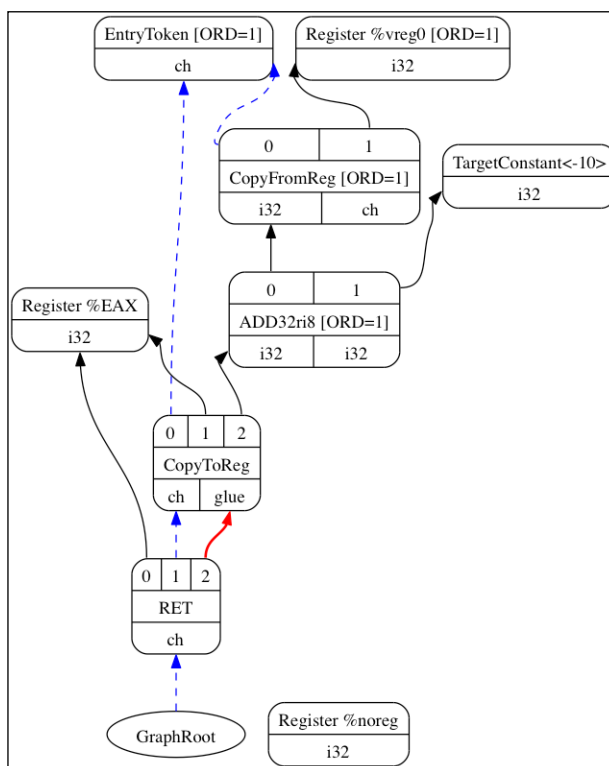 EntryToken [ORD=1]
ch
Register %vreg0 [ORD=1]
i32
0 1
CopyFromReg [ORD=1]
i32 ch
TargetConstant<-10>
i32
0 1
ADD32ri8 [ORD=1]
i32 i32
Register %EAX
i32
0 1 2
CopyToReg
ch glue
0 1 2
RET
ch
GraphRoot
Register %noreg
i32